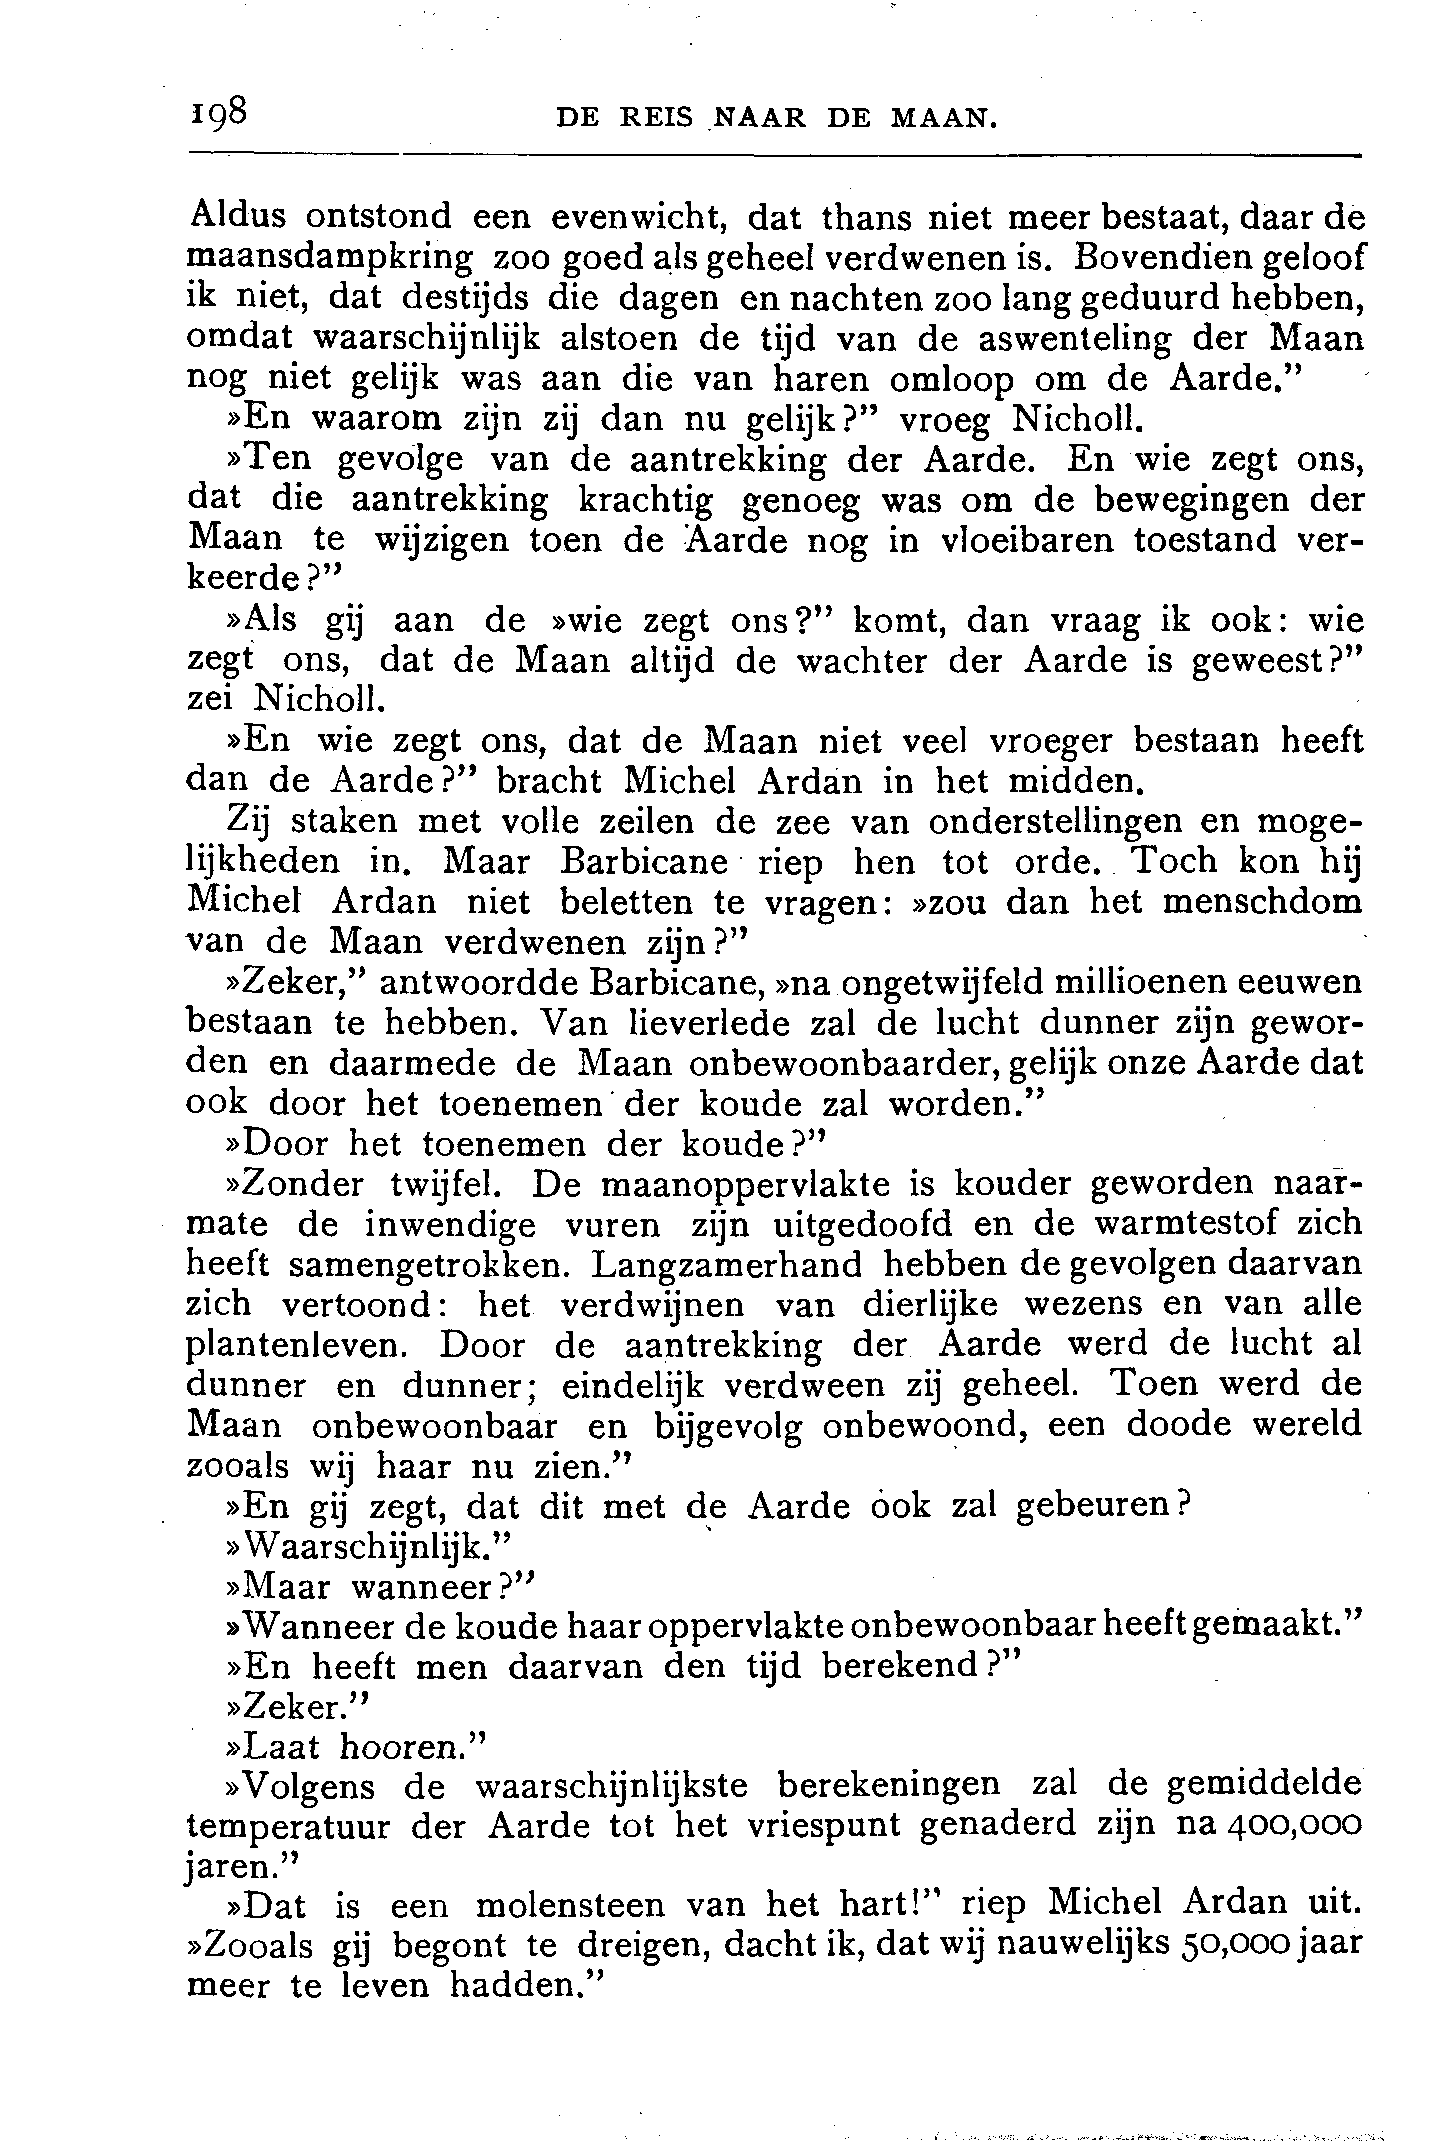 198 DE REIS NAAR DE MAAN.
Aldus ontstond een evenwicht, dat thans niet meer bestaat, daar de
maansdampkring zoo goed als geheel verdwenen is. Bovendien geloof
ik niet, dat destijds die dagen en nachten zoo lang geduurd hebben,
omdat waarschijnlijk alstoen de tijd van de aswenteling der Maan
nog niet gelijk was aan die van haren omloop om de Aarde.”
»En waarom zijn zij dan nu gelijk?” vroeg Nicholl.
»Ten gevolge van de aantrekking der Aarde. En wie zegt ons,
dat die aantrekking krachtig genoeg was om de bewegingen der
Maan te wijzigen toen de Aarde nog in vloeibaren toestand ver-
keerde?”
»Als gij aan de »wie zegt ons?” komt, dan vraag ik ook: wie
zegt ons, dat de Maan altijd de wachter der Aarde is geweest?”
zei Nicholl.
»En wie zegt ons, dat de Maan niet veel vroeger bestaan heeft
dan de Aarde?” bracht Michel Ardan in het midden.
Zij staken met volle zeilen de zee van onderstellingen en moge-
lijkheden in. Maar Barbicane riep hen tot orde. Toch kon hij
Michel Ardan niet beletten te vragen: »zou dan het menschdom
van de Maan verdwenen zijn?”
»Zeker,” antwoordde Barbicane, »na ongetwijfeld millioenen eeuwen
bestaan te hebben. Van lieverlede zal de lucht dunner zijn gewor-
den en daarmede de Maan onbewoonbaarder, gelijk onze Aarde dat
ook door het toenemen der koude zal worden.”
»Door het toenemen der koude?”
»Zonder twijfel. De maanoppervlakte is kouder geworden naar-
mate de inwendige vuren zijn uitgedoofd en de warmtestof zich
heeft samengetrokken. Langzamerhand hebben de gevolgen daarvan
zich vertoond: het verdwijnen van dierlijke wezens en van alle
plantenleven. Door de aantrekking der Aarde werd de lucht al
dunner en dunner; eindelijk verdween zij geheel. Toen werd de
Maan onbewoonbaar en bijgevolg onbewoond, een doode wereld
zooals wij haar nu zien.”
»En gij zegt, dat dit met de Aarde óok zal gebeuren?
»Waarschijnlijk.”
»Maar wanneer?”
»Wanneer de koude haar oppervlakte onbewoonbaar heeft gemaakt.”
»En heeft men daarvan den tijd berekend?”
»Zeker.”
»Laat hooren.”
»Volgens de waarschijnlijkste berekeningen zal de gemiddelde
temperatuur der Aarde tot het vriespunt genaderd zijn na 400,000
jaren.”
»Dat is een molensteen van het hart!” riep Michel Ardan uit.
»Zooals gij begont te dreigen, dacht ik, dat wij nauwelijks 50,000 jaar
meer te leven hadden.”